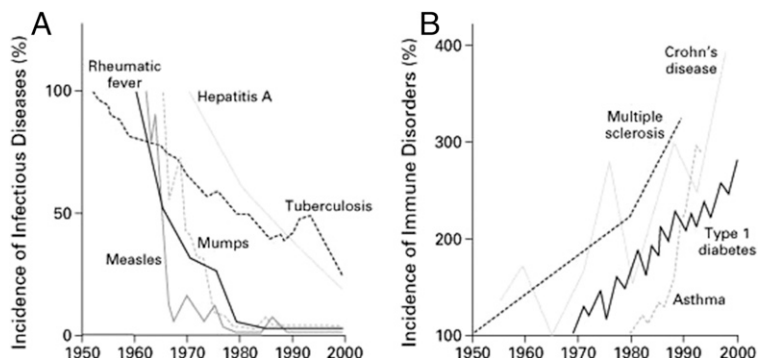 A
B
Incidence of Infectious Diseases (%)
100
50
0
Rheumatic
fever
Hepatitis A
Tuberculosis
Mumps
Measles
1950 1960 1970 1980 1990 2000
Incidence of Immune Disorders (%)
400
300
200
100
Crohn's
disease
Multiple
sclerosis
Type 1
diabetes
Asthma
1950 1960 1970 1980 1990 2000